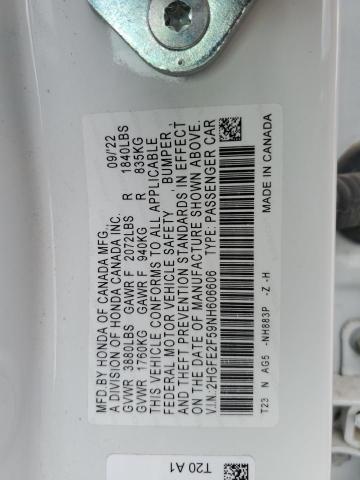 MFD BY HONDA OF CANADA MFG. 09/'22
A DIVISION OF HONDA CANADA INC.
GVWR 3880LBS GAWR F 2072LBS R 1840LBS
GVWR 1760KG GAWR F 940KG R 835KG
THIS VEHICLE CONFORMS TO ALL APPLICABLE
FEDERAL MOTOR VEHICLE SAFETY BUMPER,
AND THEFT PREVENTION STANDARDS IN EFFECT
ON THE DATE OF MANUFACTURE SHOWN ABOVE.
V.I.N:2HGFE2F59NH606606 TYPE:PASSENGER CAR
T23 N AG5 -NH883P -Z -H
MADE IN CANADA
T20 A1